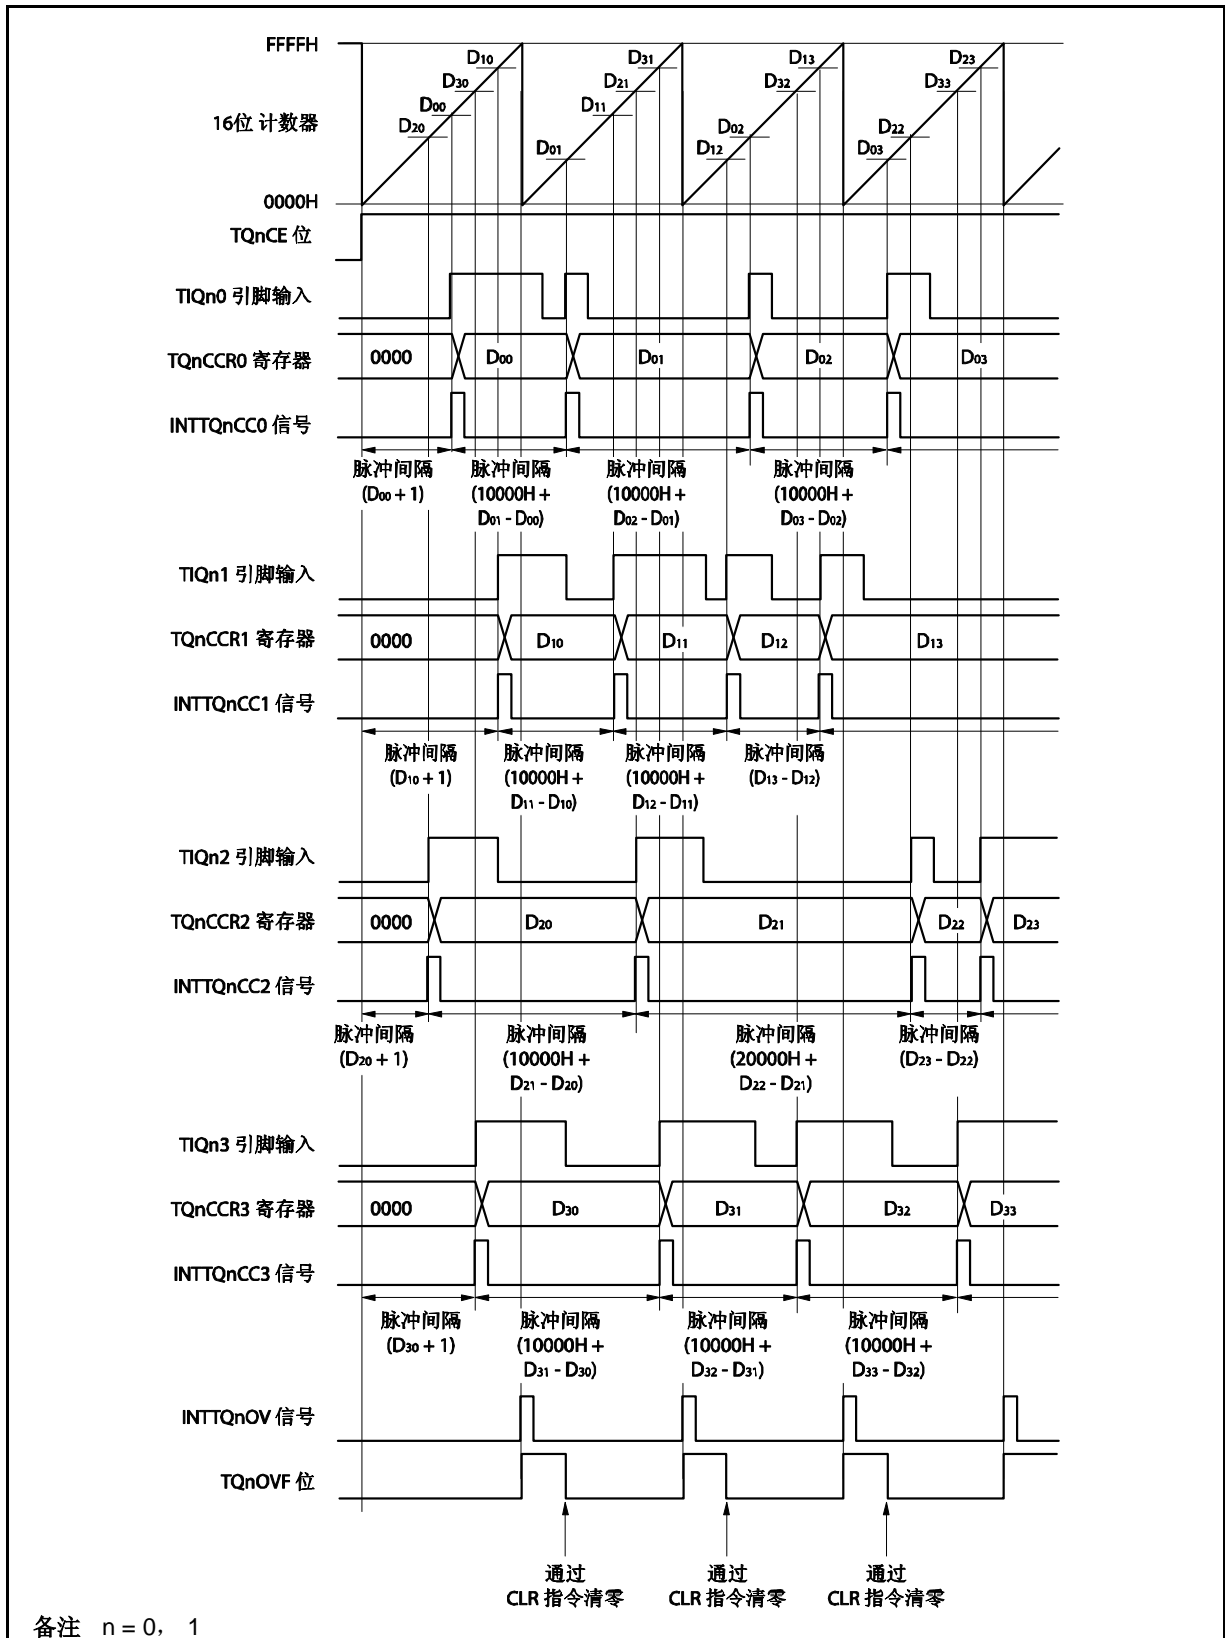 FFFFH
D10
D31
D13
D23
D30
D21
D32
D33
D00
D11
16位 计数器
D20
D02
D22
D01
D12
D03
0000H
TQnCE 位
TIQn0 引脚输入
TQnCCR0 寄存器
0000
D00
D01
D02
D03
INTTQnCC0 信号
脉冲间隔
(D00 + 1)
脉冲间隔
(10000H +
D01 - D00)
脉冲间隔
(10000H +
D02 - D01)
脉冲间隔
(10000H +
D03 - D02)
TIQn1 引脚输入
TQnCCR1 寄存器
0000
D10
D11
D12
D13
INTTQnCC1 信号
脉冲间隔
(D10 + 1)
脉冲间隔
(10000H +
D11 - D10)
脉冲间隔
(10000H +
D12 - D11)
脉冲间隔
(D13 - D12)
TIQn2 引脚输入
TQnCCR2 寄存器
0000
D20
D21
D22
D23
INTTQnCC2 信号
脉冲间隔
(D20 + 1)
脉冲间隔
(10000H +
D21 - D20)
脉冲间隔
(20000H +
D22 - D21)
脉冲间隔
(D23 - D22)
TIQn3 引脚输入
TQnCCR3 寄存器
0000
D30
D31
D32
D33
INTTQnCC3 信号
脉冲间隔
(D30 + 1)
脉冲间隔
(10000H +
D31 - D30)
脉冲间隔
(10000H +
D32 - D31)
脉冲间隔
(10000H +
D33 - D32)
INTTQnOV 信号
TQnOVF 位
通过
CLR 指令清零
通过
CLR 指令清零
通过
CLR 指令清零
备注 n = 0， 1